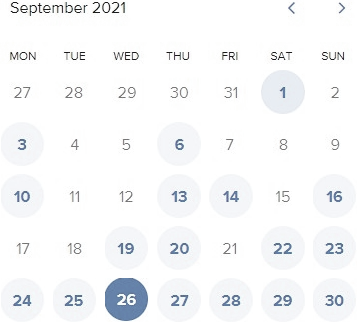 September 2021
MON TUE WED THU FRI SAT SUN
27 28 29 30 31 1 2
3 4 5 6 7 8 9
10 11 12 13 14 15 16
17 18 19 20 21 22 23
24 25 26 27 28 29 30